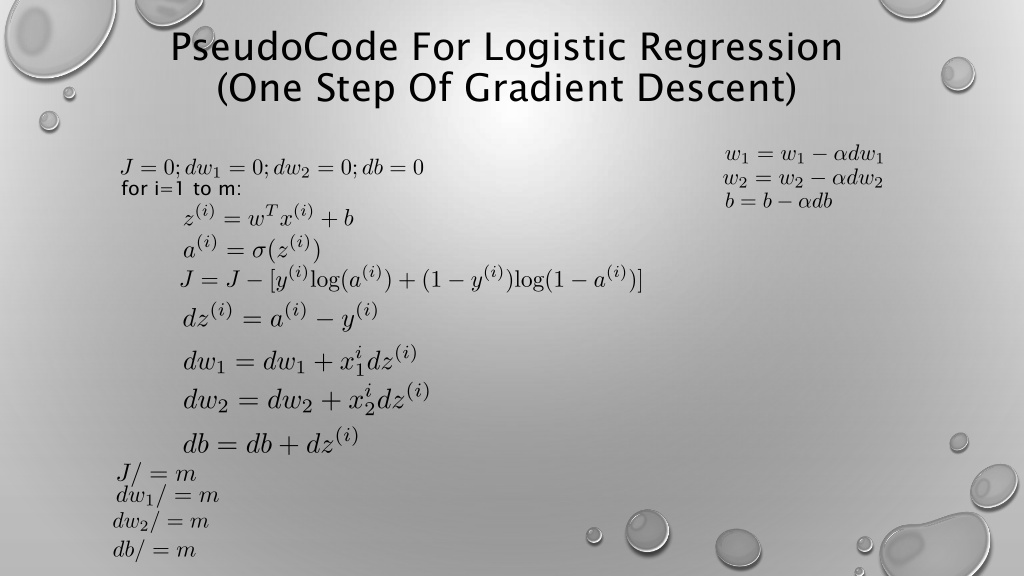 PseudoCode For Logistic Regression
(One Step Of Gradient Descent)
J = 0; dw₁ = 0; dw₂ = 0; db = 0
for i=1 to m:
z⁽ⁱ⁾ = wᵀx⁽ⁱ⁾ + b
a⁽ⁱ⁾ = σ(z⁽ⁱ⁾)
J = J − [y⁽ⁱ⁾log(a⁽ⁱ⁾) + (1 − y⁽ⁱ⁾)log(1 − a⁽ⁱ⁾)]
dz⁽ⁱ⁾ = a⁽ⁱ⁾ − y⁽ⁱ⁾
dw₁ = dw₁ + x₁ⁱdz⁽ⁱ⁾
dw₂ = dw₂ + x₂ⁱdz⁽ⁱ⁾
db = db + dz⁽ⁱ⁾
J/ = m
dw₁/ = m
dw₂/ = m
db/ = m
w₁ = w₁ − αdw₁
w₂ = w₂ − αdw₂
b = b − αdb